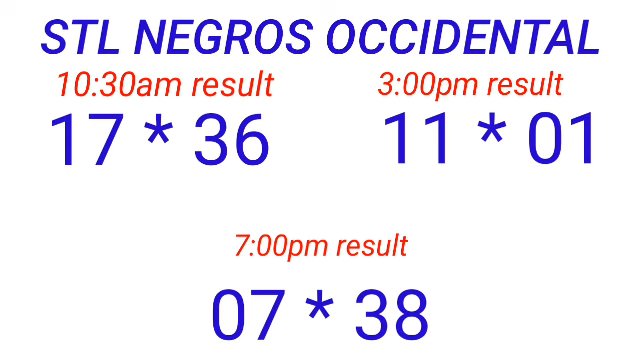 STL NEGROS OCCIDENTAL
10:30am result
17 * 36
3:00pm result
11 * 01
7:00pm result
07 * 38